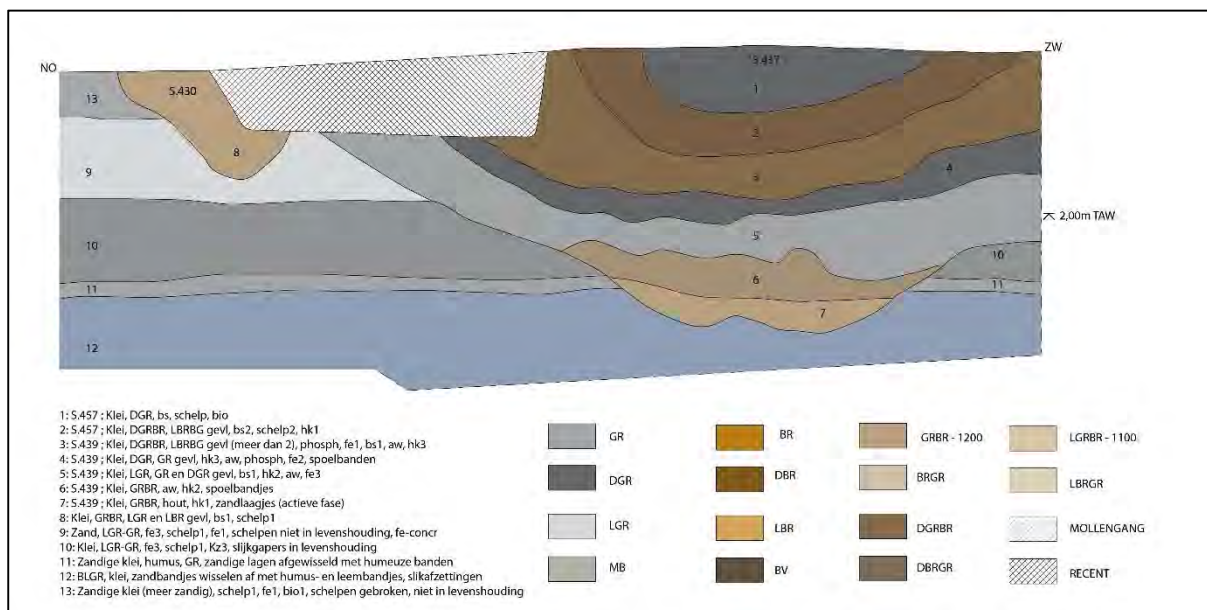 NO
ZW
S.430
S.457
13
1
3
8
3
4
9
2,00m TAW
5
10
10
6
11
11
7
12
1: S.457 ; Klei, DGR, bs, schelp, bio
2: S.457 ; Klei, DGRBR, LBRBG gevl, bs2, schelp2, hk1
3: S.439 ; Klei, DGRBR, LBRBG gevl (meer dan 2), phosph, fe1, bs1, aw, hk3
4: S.439 ; Klei, DGR, GR gevl, hk3, aw, phosph, fe2, spoelbanden
5: S.439 ; Klei, LGR, GR en DGR gevl, bs1, hk2, aw, fe3
6: S.439 ; Klei, GRBR, aw, hk2, spoelbandjes
7: S.439 ; Klei, GRBR, hout, hk1, zandlaagjes (actieve fase)
8: Klei, GRBR, LGR en LBR gevl, bs1, schelp1
9: Zand, LGR-GR, fe3, schelp1, fe1, schelpen niet in levenshouding, fe-concr
10: Klei, LGR-GR, fe3, schelp1, Kz3, slijkgapers in levenshouding
11: Zandige klei, humus, GR, zandige lagen afgewisseld met humeuze banden
12: BLGR, klei, zandbandjes wisselen af met humus- en leembandjes, slikafzettingen
13: Zandige klei (meer zandig), schelp1, fe1, bio1, schelpen gebroken, niet in levenshouding
GR
BR
GRBR - 1200
LGRBR - 1100
DGR
DBR
BRGR
LBRGR
LGR
LBR
DGRBR
MOLLENGANG
MB
BV
DBRGR
RECENT